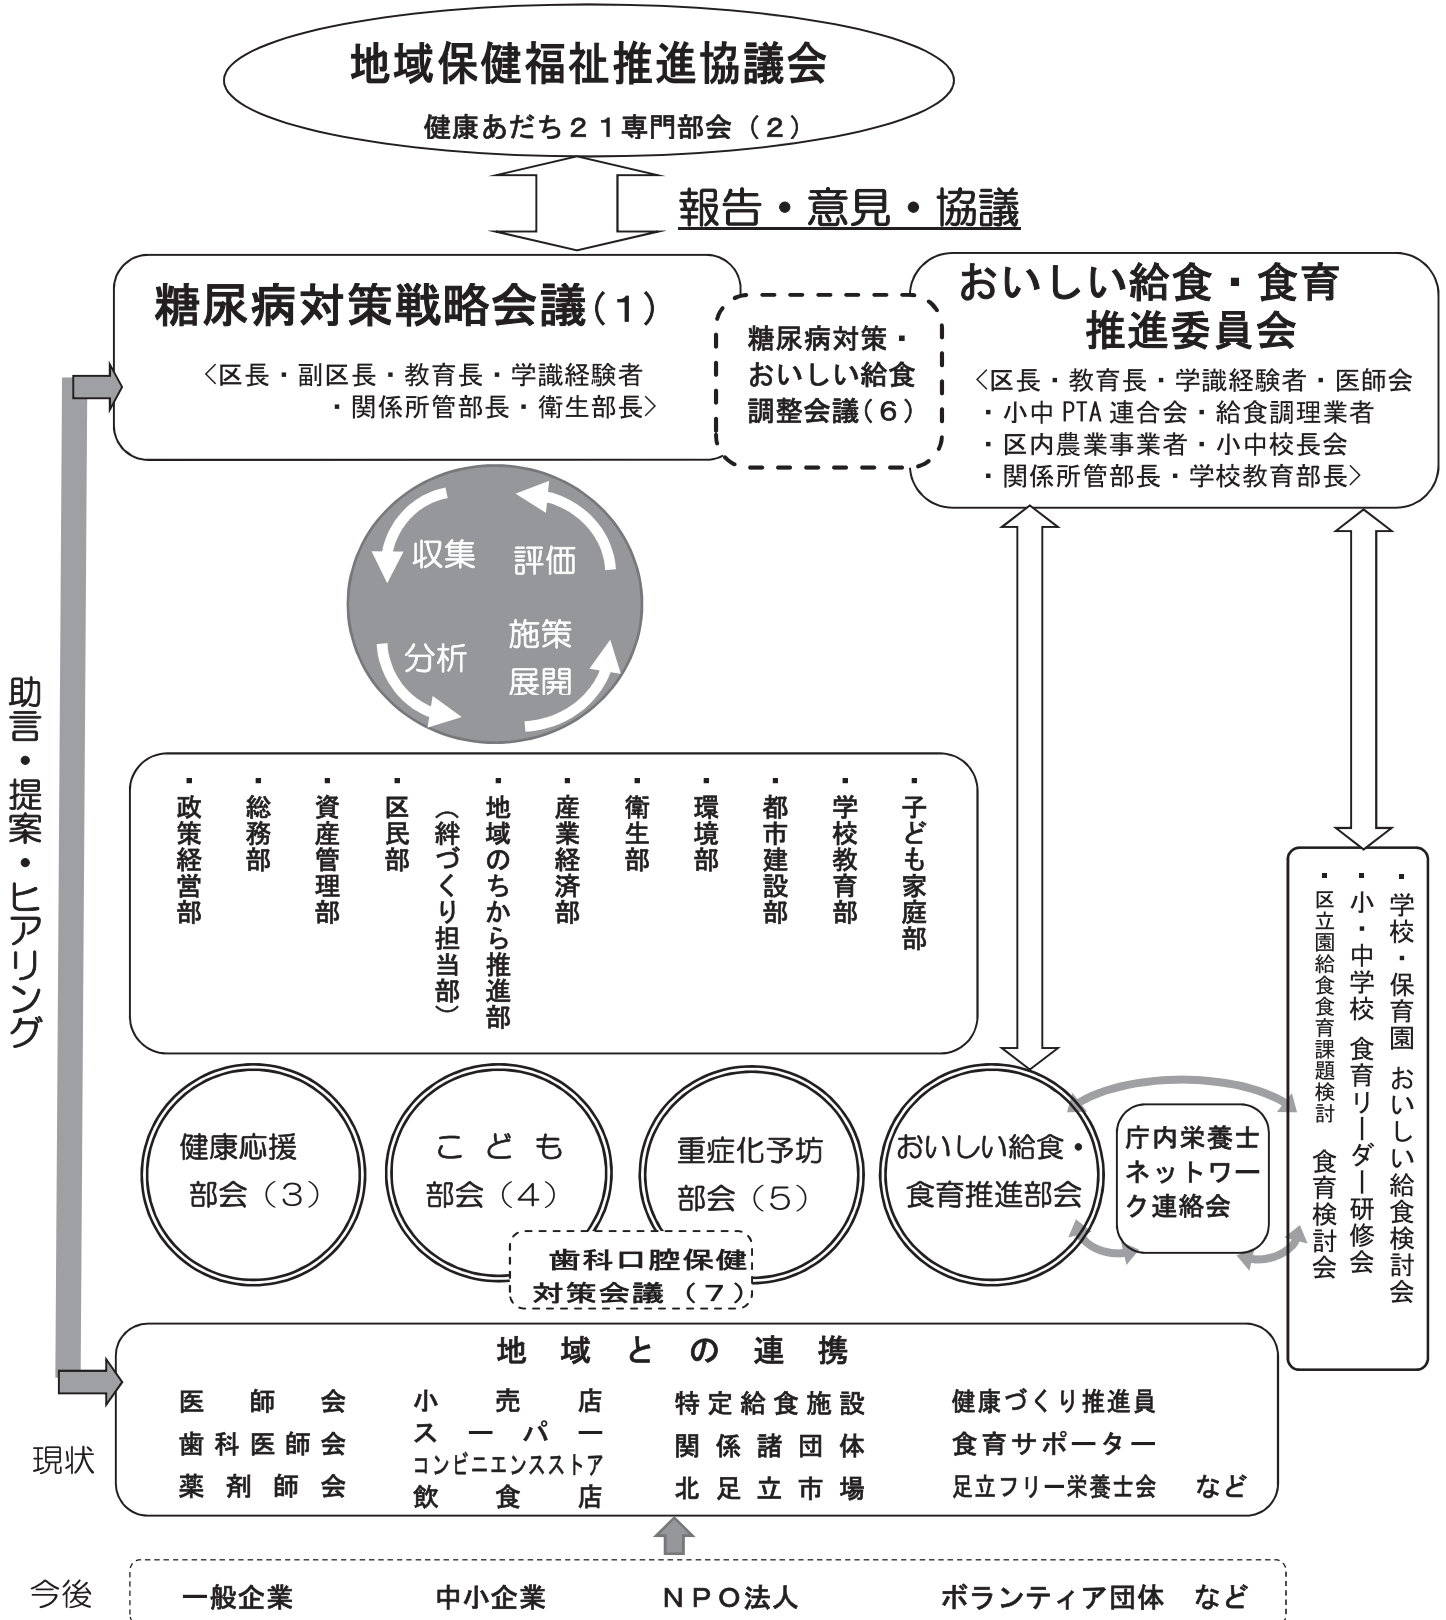 地域保健福祉推進協議会
健康あだち２１専門部会（２）
報告・意見・協議
糖尿病対策戦略会議(１)
〈区長・副区長・教育長・学識経験者
・関係所管部長・衛生部長〉
糖尿病対策・
おいしい給食
調整会議(６)
おいしい給食・食育
推進委員会
〈区長・教育長・学識経験者・医師会
・小中 PTA 連合会・給食調理業者
・区内農業事業者・小中校長会
・関係所管部長・学校教育部長〉
収集
評価
分析
施策
展開
助言・提案・ヒアリング
・政策経営部
・総務部
・資産管理部
・区民部
（絆づくり担当部）
・地域のちから推進部
・産業経済部
・衛生部
・環境部
・都市建設部
・学校教育部
・子ども家庭部
・学校・保育園 おいしい給食検討会
・小・中学校 食育リーダー研修会
・区立園給食食育課題検討 食育検討会
健康応援
部会（３）
こども
部会（４）
重症化予坊
部会（５）
おいしい給食・
食育推進部会
庁内栄養士
ネットワー
ク連絡会
歯科口腔保健
対策会議（７）
地域との連携
医師会
歯科医師会
薬剤師会
小売店
スーパー
コンビニエンスストア
飲食店
特定給食施設
関係諸団体
北足立市場
健康づくり推進員
食育サポーター
足立フリー栄養士会 など
現状
今後
一般企業 中小企業 ＮＰＯ法人 ボランティア団体 など